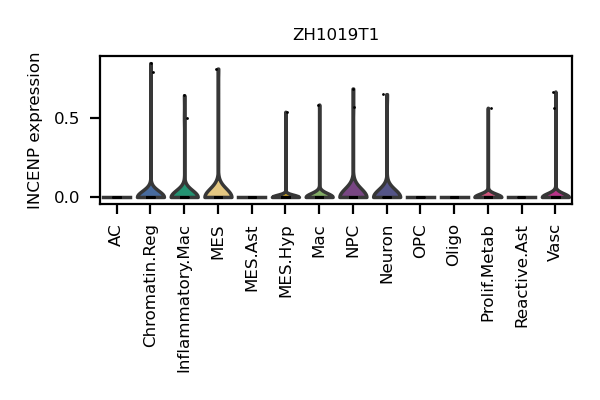 ZH1019T1
INCENP expression
0.5
0.0
AC
Chromatin.Reg
Inflammatory.Mac
MES
MES.Ast
MES.Hyp
Mac
NPC
Neuron
OPC
Oligo
Prolif.Metab
Reactive.Ast
Vasc